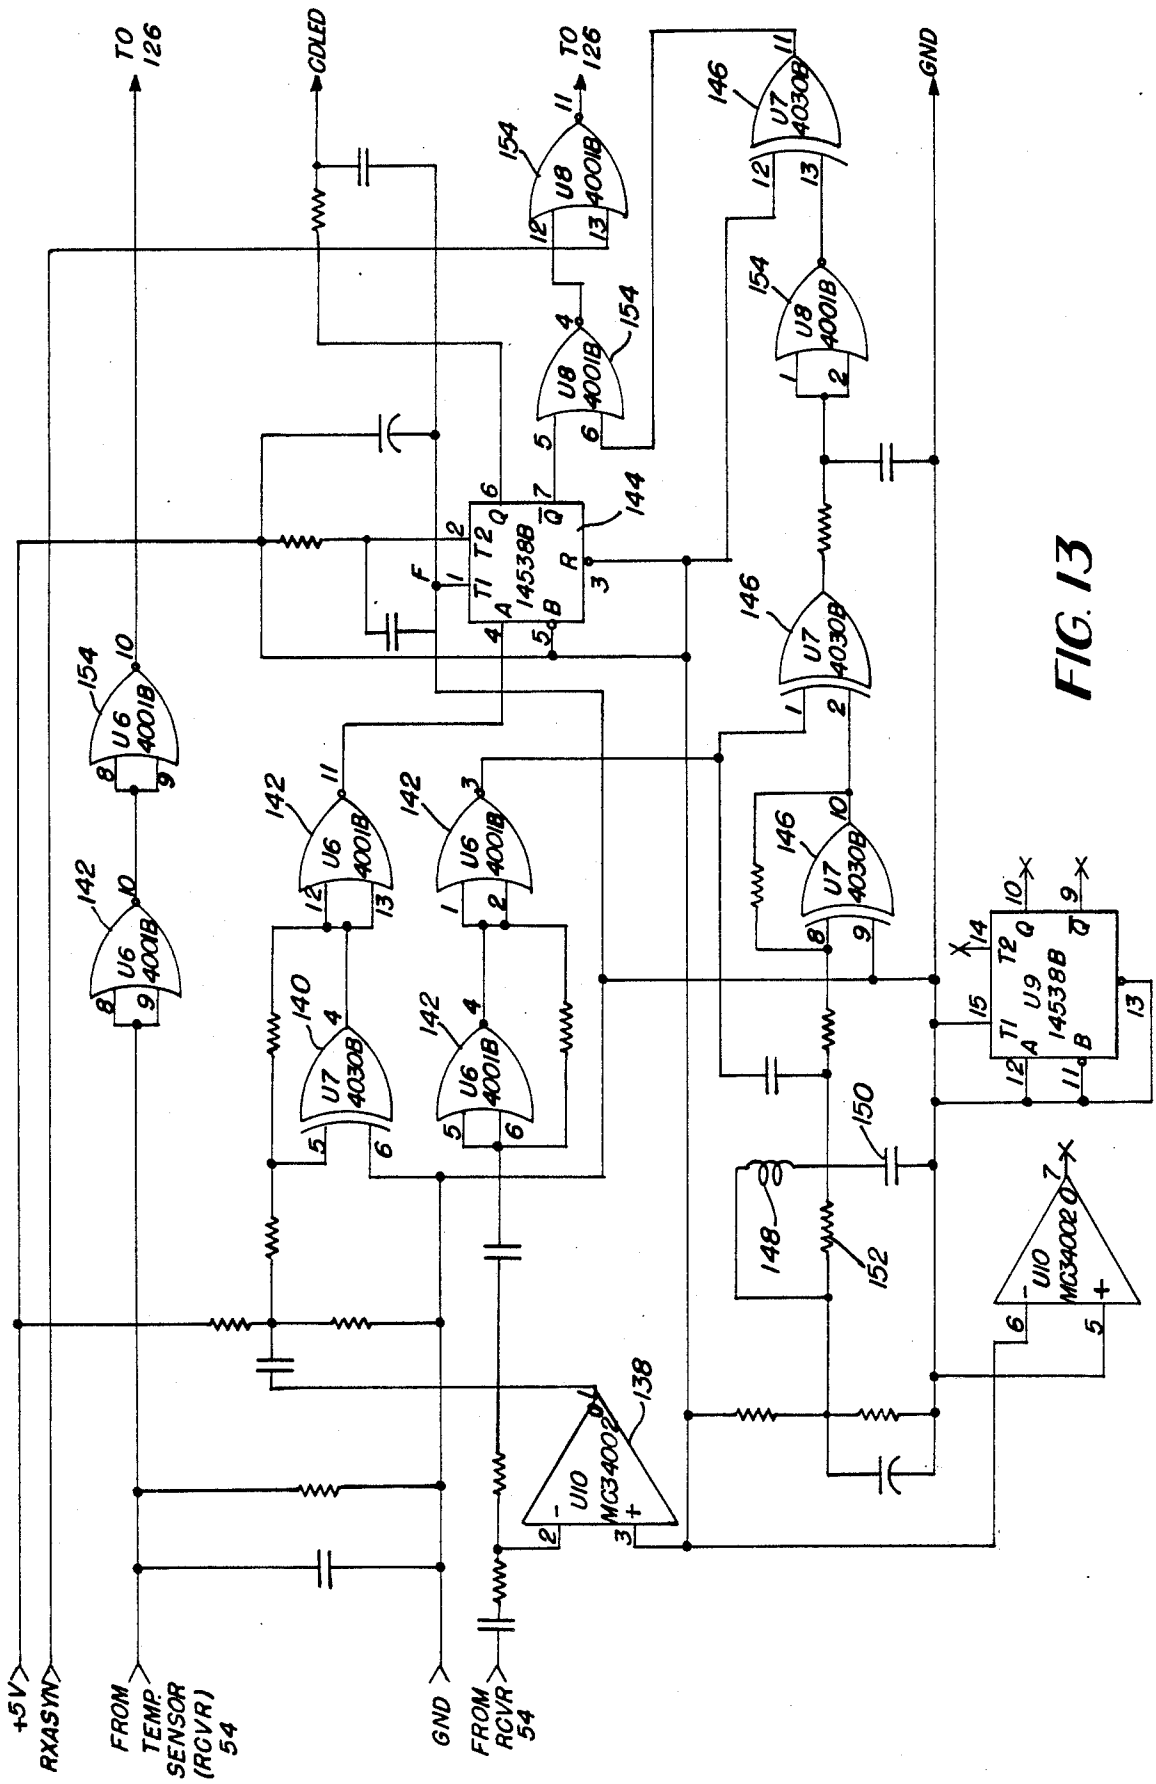 +5V
RXASYN
FROM
TEMP.
SENSOR
(RCVR)
54
GND
FROM
RCVR
54
8
9
U6
4001B
10
142
8
9
U6
4001B
10
154
TO
126
CDLED
5
6
U7
4030B
4
140
12
13
U6
4001B
11
142
5
6
U6
4001B
4
142
1
2
U6
4001B
3
142
F
1
2
T1
T2
4
A
14538B
Q
6
5
B
R
Q
7
3
144
5
6
U8
4001B
4
154
12
13
U8
4001B
11
154
TO
126
2
3
-
+
U10
MC34002
O
1
138
148
152
150
8
9
U7
4030B
10
146
1
2
U7
4030B
146
1
2
U8
4001B
154
12
13
U7
4030B
11
146
GND
6
5
-
+
U10
MC34002
O
7
15
14
T1
T2
12
A
U9
Q
10
11
B
14538B
Q
9
13
FIG. 13